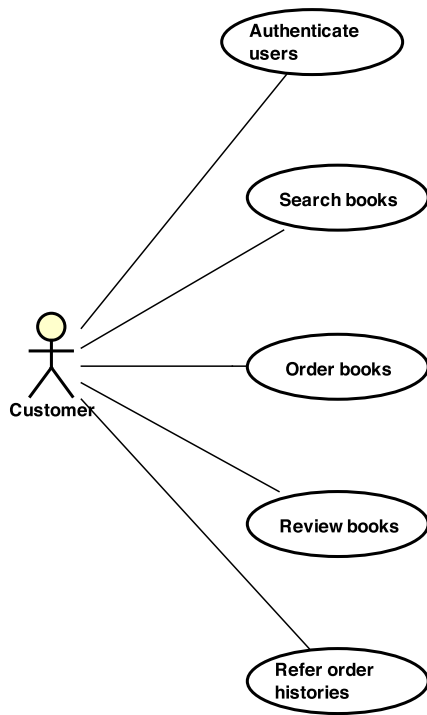 Authenticate
users
Search books
Order books
Customer
Review books
Refer order
histories